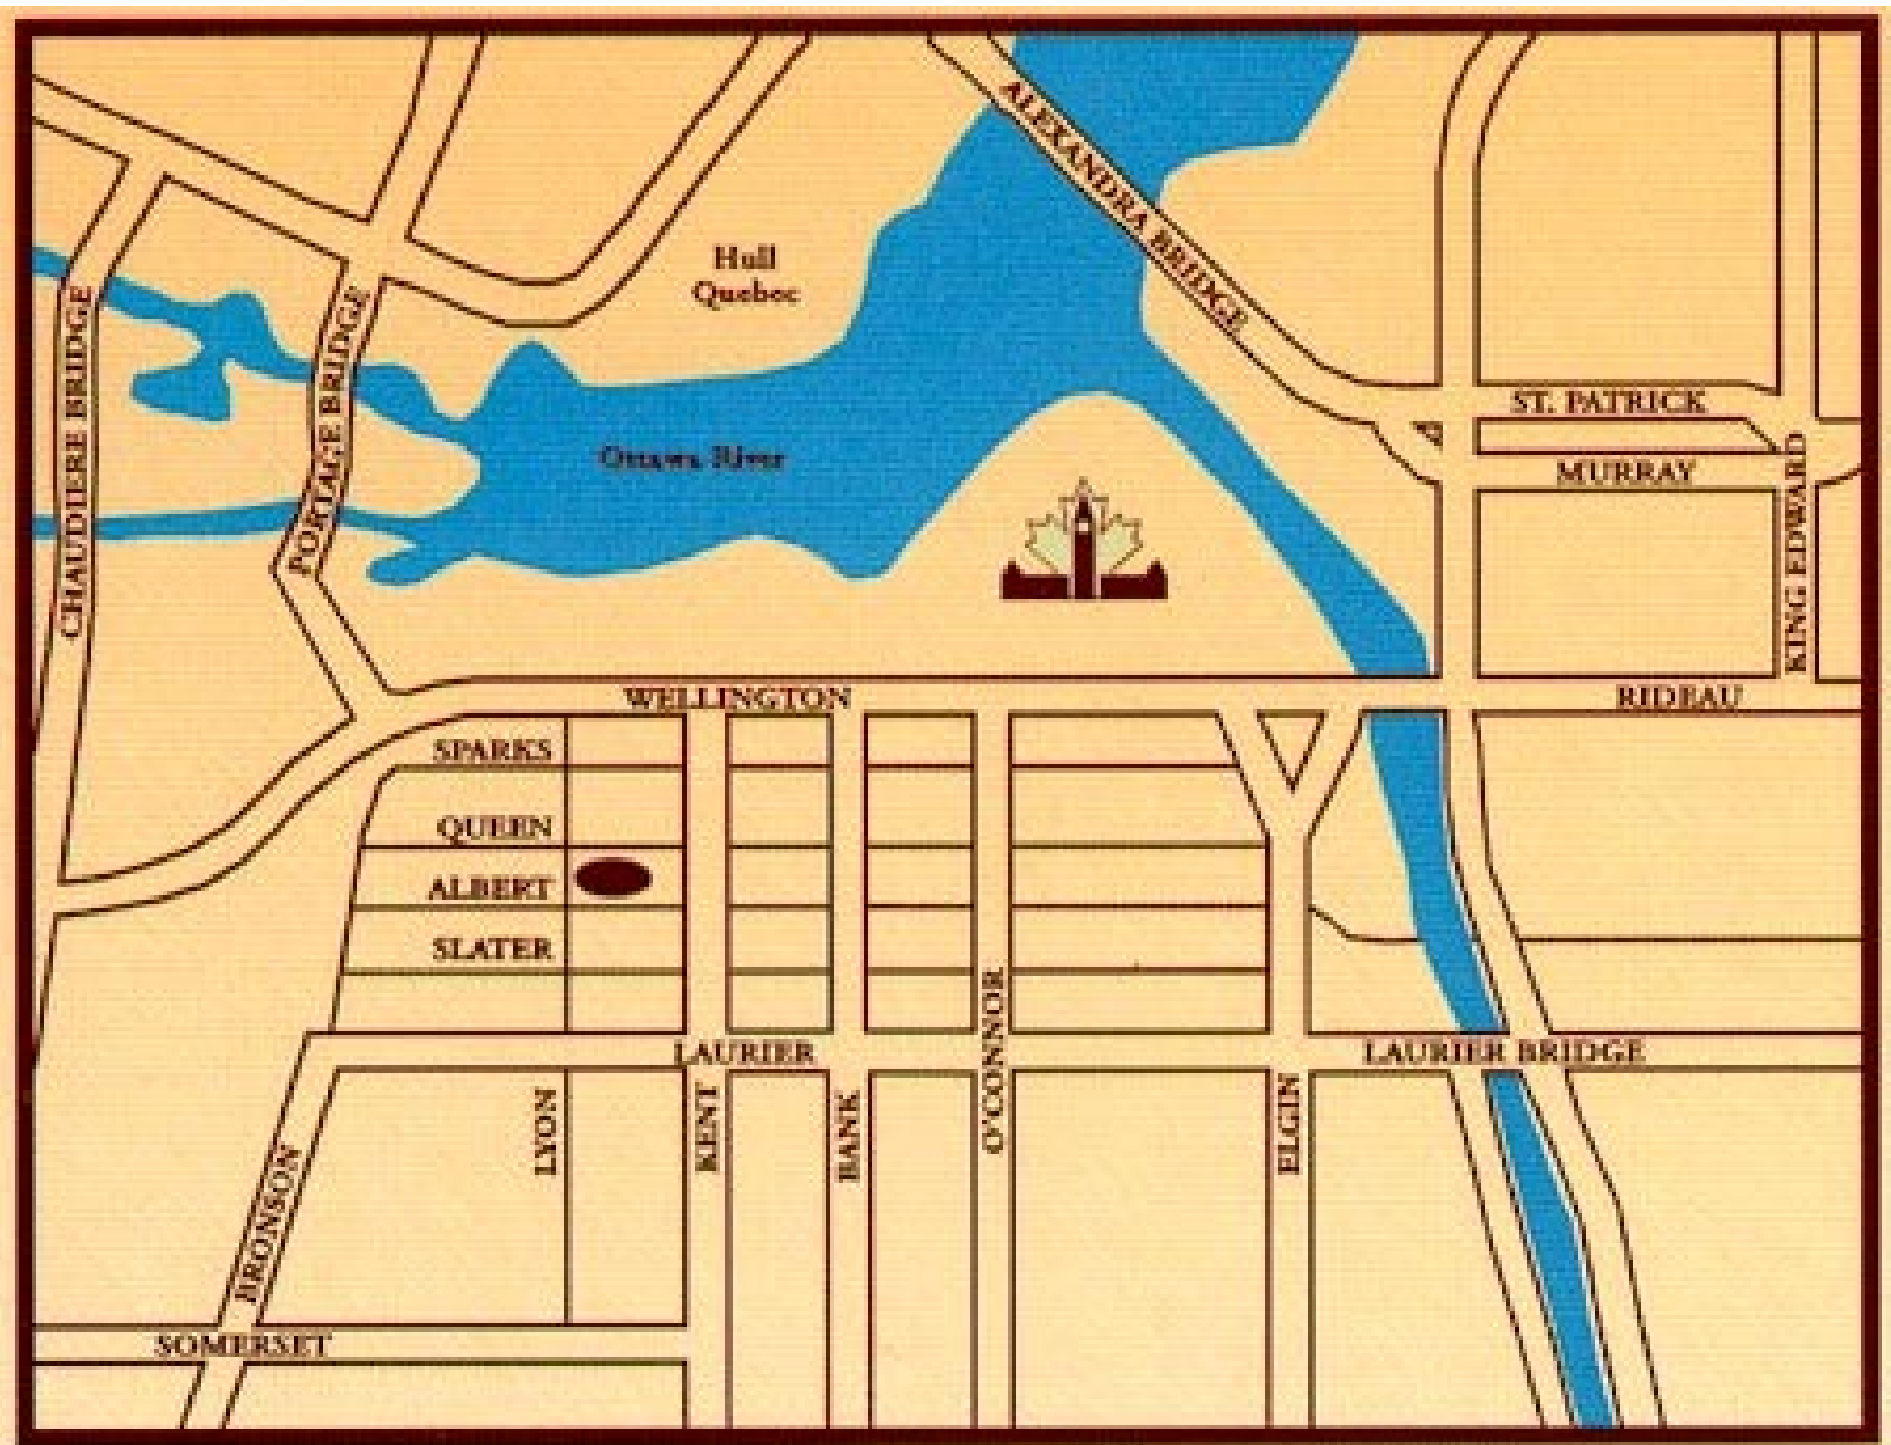 ALEXANDRA BRIDGE
Hull
Quebec
CHAUDIERE BRIDGE
PORTAGE BRIDGE
Ottawa River
ST. PATRICK
MURRAY
KING EDWARD
WELLINGTON
RIDEAU
SPARKS
QUEEN
ALBERT
SLATER
O'CONNOR
LAURIER
LAURIER BRIDGE
LYON
KENT
BANK
ELGIN
BRONSON
SOMERSET